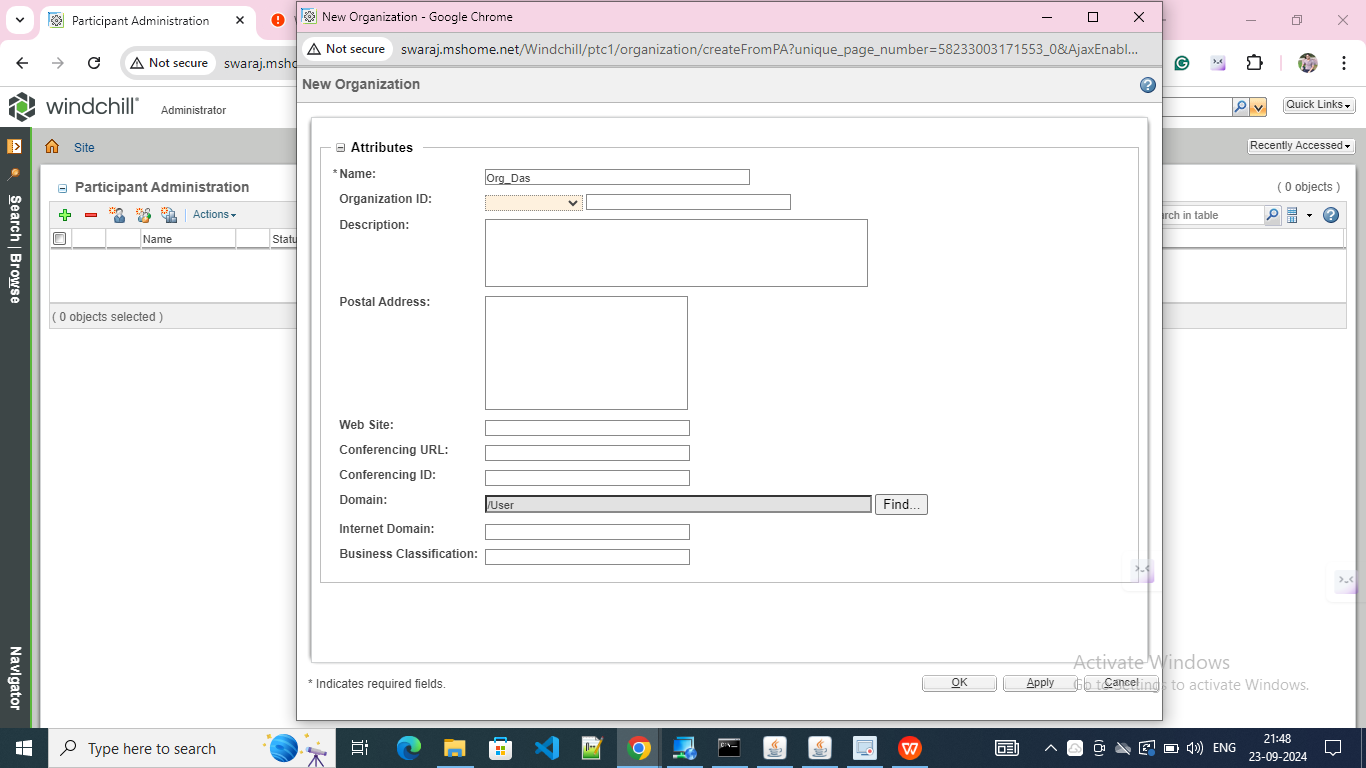 Participant Administration
New Organization - Google Chrome
Not secure
swaraj.msho
Not secure
swaraj.mshome.net/Windchill/ptc1/organization/createFromPA?unique_page_number=58233003171553_0&AjaxEnabl...
windchill
Administrator
New Organization
Quick Links
Site
Recently Accessed
Participant Administration
( 0 objects )
Actions
rch in table
Name
Statu
( 0 objects selected )
Search | Browse
Navigator
Attributes
* Name:
Org_Das
Organization ID:
Description:
Postal Address:
Web Site:
Conferencing URL:
Conferencing ID:
Domain:
/User
Find...
Internet Domain:
Business Classification:
* Indicates required fields.
OK
Apply
Cancel
Activate Windows
Go to Settings to activate Windows.
Type here to search
ENG
21:48
23-09-2024